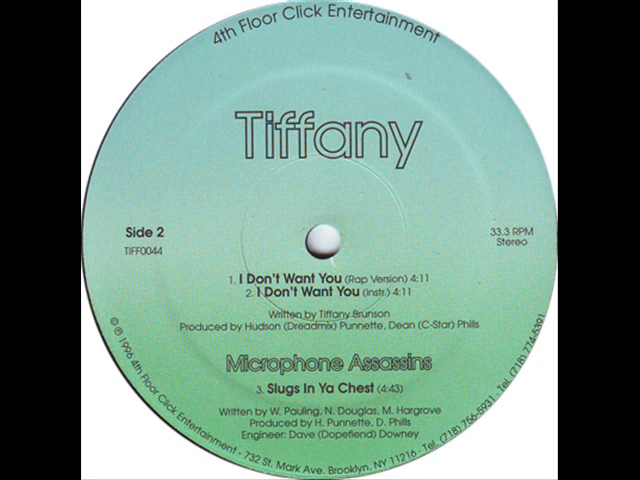 4th Floor Click Entertainment
Tiffany
Side 2
TIFF0044
33.3 RPM
Stereo
1. I Don't Want You (Rap Version) 4:11
2. I Don't Want You (Instr.) 4:11
Written by Tiffany Brunson
Produced by Hudson (Dreadmix) Punnette, Dean (C-Star) Phills
Microphone Assassins
3. Slugs In Ya Chest (4:43)
Written by W. Pauling, N. Douglas, M. Hargrove
Produced by H. Punnette, D. Phills
Engineer: Dave (Dopefiend) Downey
© ℗ 1996 4th Floor Click Entertainment - 732 St. Mark Ave. Brooklyn, NY 11216 - Tel. (718) 756-5931 - Tel. (718) 774-5391